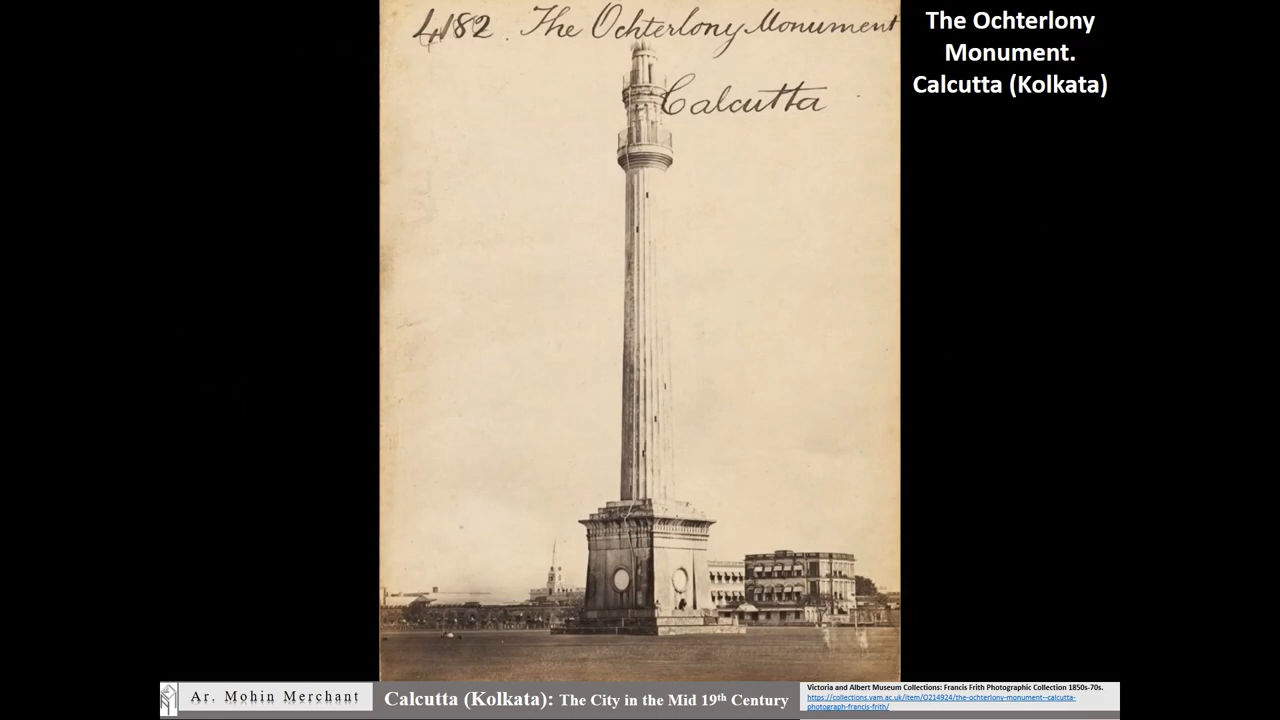 4182. The Ochterlony Monument
Calcutta
The Ochterlony
Monument.
Calcutta (Kolkata)
Ar. Mohin Merchant
Calcutta (Kolkata): The City in the Mid 19th Century
Victoria and Albert Museum Collections: Francis Frith Photographic Collection 1850s-70s.
https://collections.vam.ac.uk/item/O214924/the-ochterlony-monument--calcutta-
photograph-francis-frith/